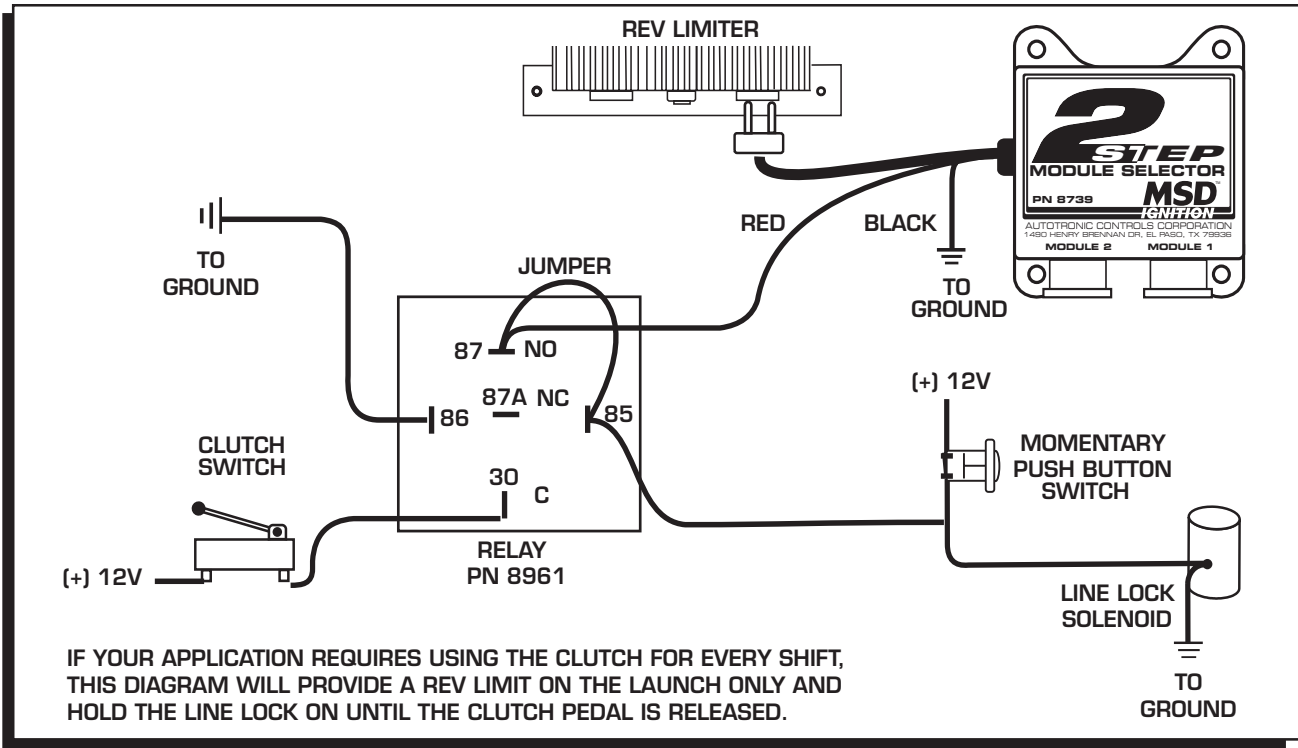 REV LIMITER
2
STEP
MODULE SELECTOR
PN 8739
MSD
IGNITION
AUTOTRONIC CONTROLS CORPORATION
1490 HENRY BRENNAN DR, EL PASO, TX 79936
MODULE 2 MODULE 1
RED
BLACK
TO
GROUND
TO
GROUND
JUMPER
87 NO
87A NC
86
85
30
C
RELAY
PN 8961
CLUTCH
SWITCH
(+) 12V
(+) 12V
MOMENTARY
PUSH BUTTON
SWITCH
LINE LOCK
SOLENOID
TO
GROUND
IF YOUR APPLICATION REQUIRES USING THE CLUTCH FOR EVERY SHIFT,
THIS DIAGRAM WILL PROVIDE A REV LIMIT ON THE LAUNCH ONLY AND
HOLD THE LINE LOCK ON UNTIL THE CLUTCH PEDAL IS RELEASED.